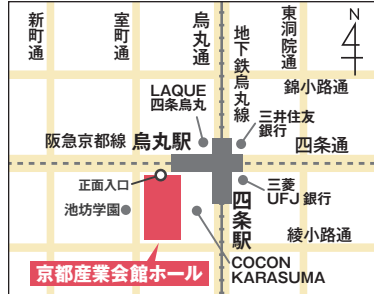 新町通
室町通
烏丸通
地下鉄烏丸線
東洞院通
N
錦小路通
LAQUE
四条烏丸
三井住友
銀行
阪急京都線
烏丸駅
四条通
正面入口
三菱
UFJ 銀行
池坊学園
四条駅
綾小路通
COCON
KARASUMA
京都産業会館ホール